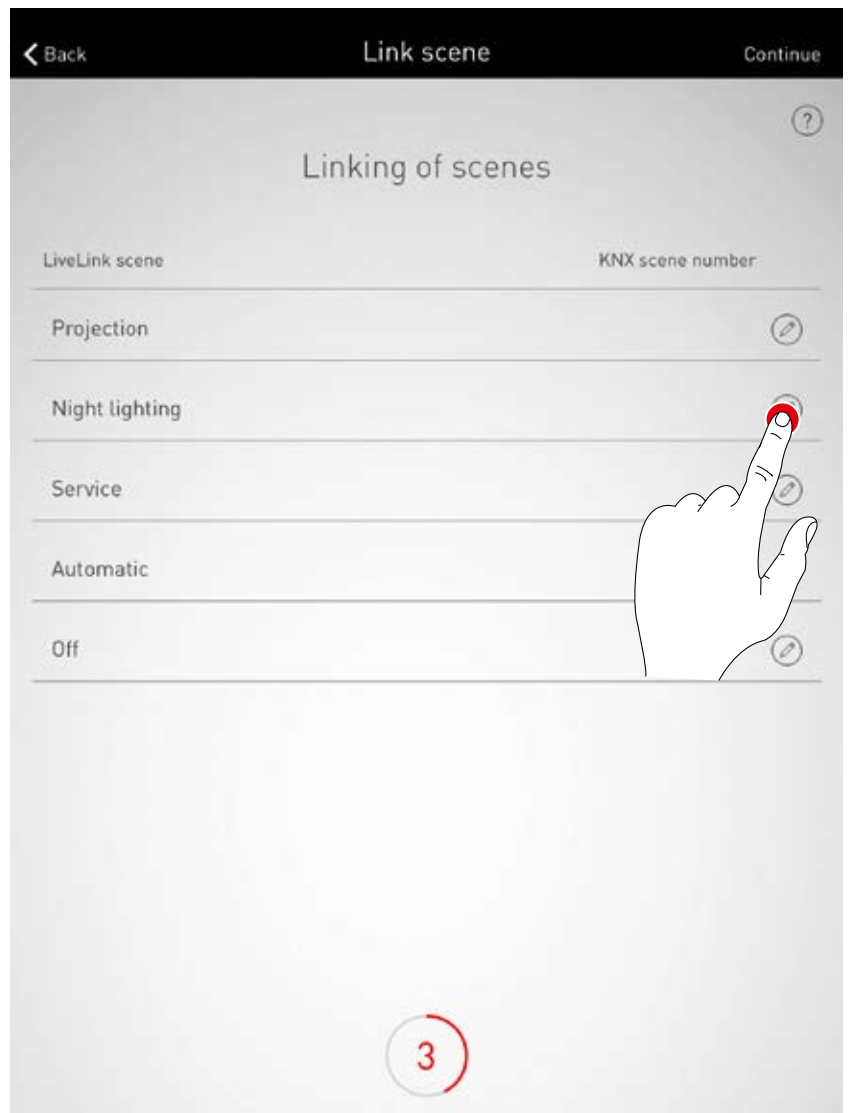 Back Link scene Continue
?
Linking of scenes
LiveLink scene KNX scene number
Projection
Night lighting
Service
Automatic
Off
3